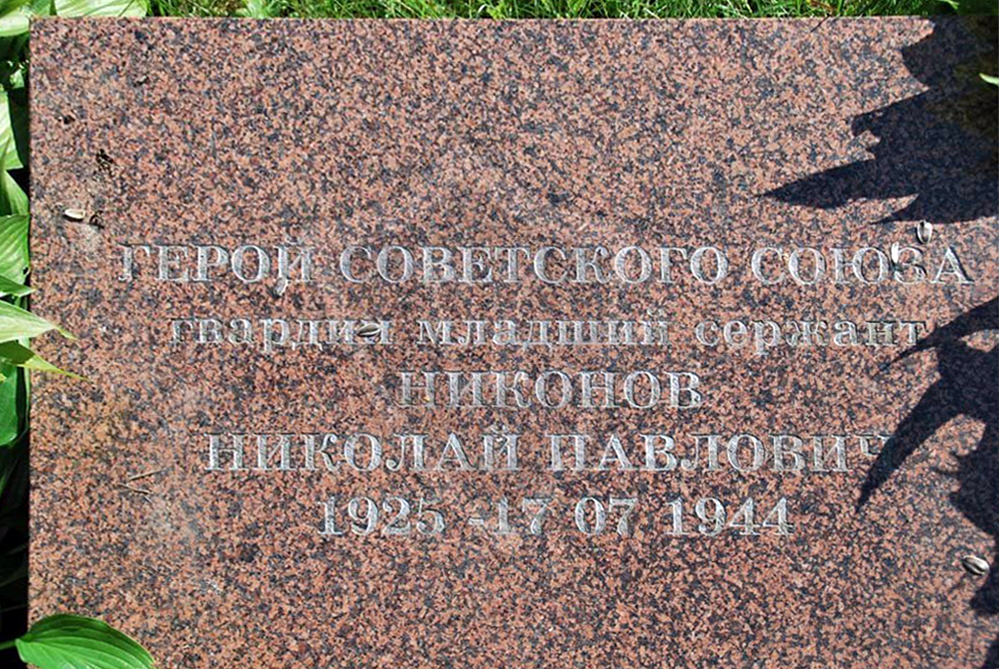 ГЕРОЙ СОВЕТСКОГО СОЮЗА
гвардии младший сержант
НИКОНОВ
НИКОЛАЙ ПАВЛОВИЧ
1925 -17 07 1944